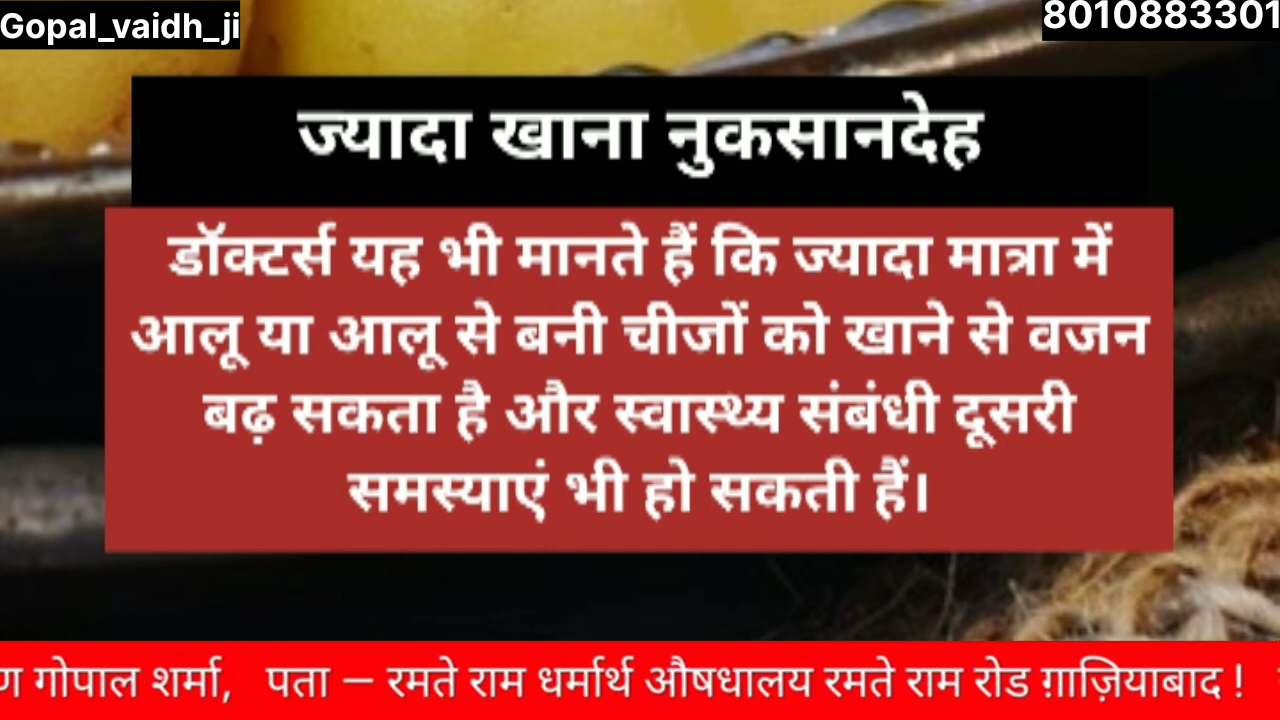 Gopal_vaidh_ji
8010883301
ज्यादा खाना नुकसानदेह
डॉक्टर्स यह भी मानते हैं कि ज्यादा मात्रा में
आलू या आलू से बनी चीजों को खाने से वजन
बढ़ सकता है और स्वास्थ्य संबंधी दूसरी
समस्याएं भी हो सकती हैं।
गोपाल शर्मा, पता – रमते राम धर्मार्थ औषधालय रमते राम रोड ग़ाज़ियाबाद !